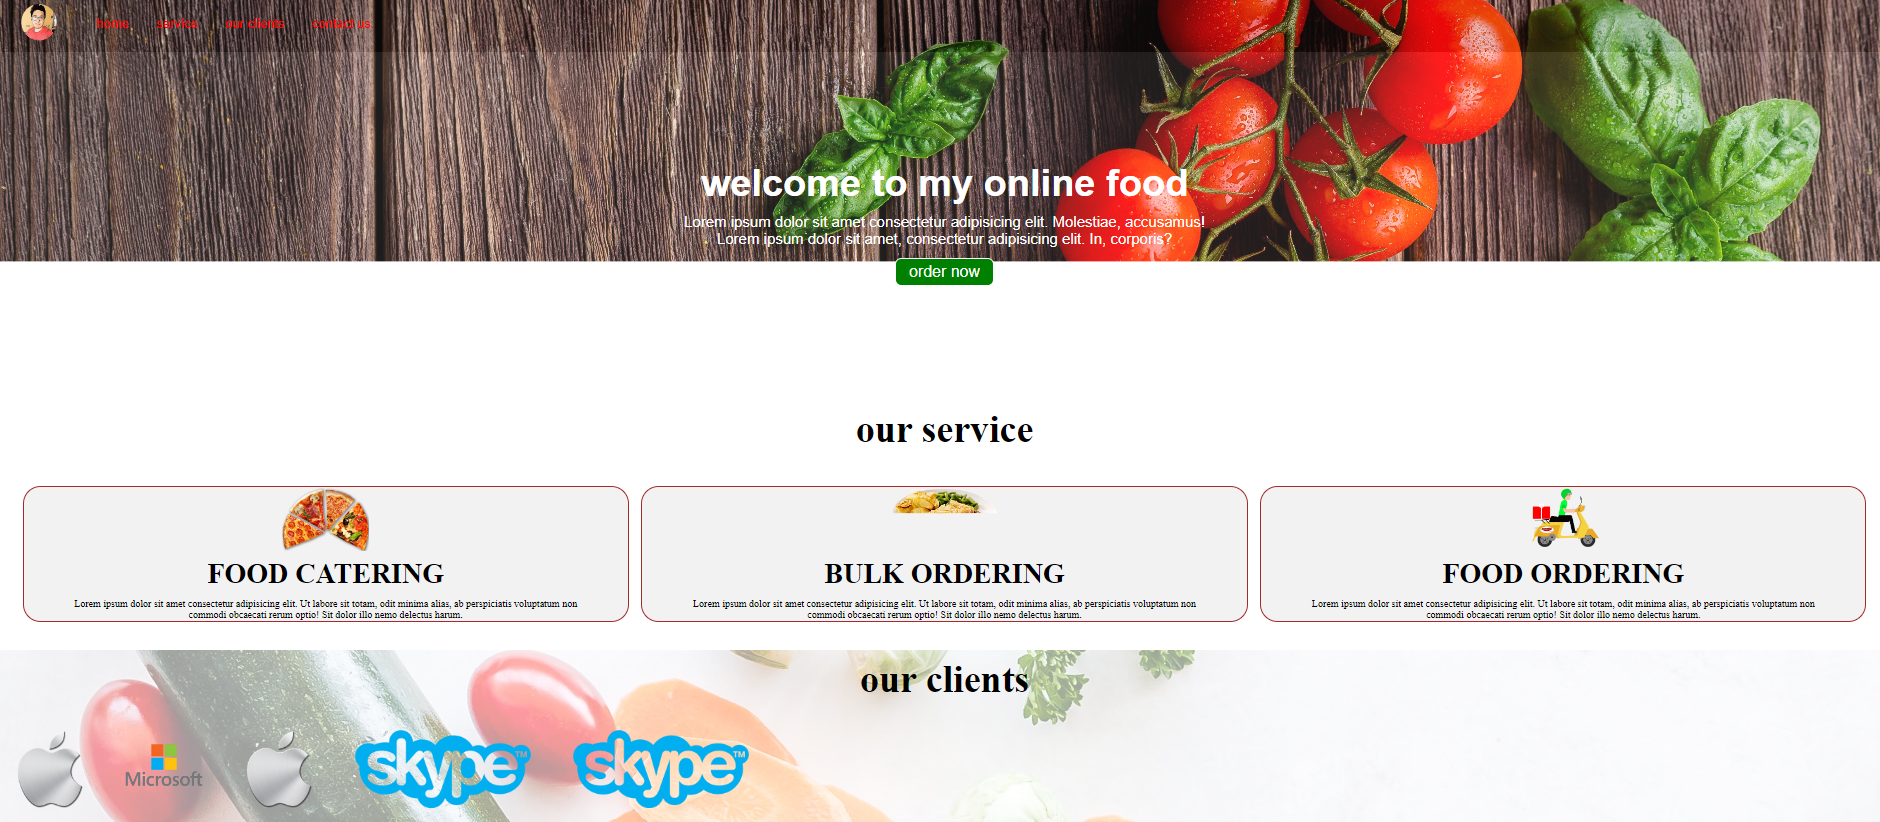 home service our clients contact us
welcome to my online food
Lorem ipsum dolor sit amet consectetur adipisicing elit. Molestiae, accusamus!
Lorem ipsum dolor sit amet, consectetur adipisicing elit. In, corporis?
order now
our service
FOOD CATERING
Lorem ipsum dolor sit amet consectetur adipisicing elit. Ut labore sit totam, odit minima alias, ab perspiciatis voluptatum non
commodi obcaecati rerum optio! Sit dolor illo nemo delectus harum.
BULK ORDERING
Lorem ipsum dolor sit amet consectetur adipisicing elit. Ut labore sit totam, odit minima alias, ab perspiciatis voluptatum non
commodi obcaecati rerum optio! Sit dolor illo nemo delectus harum.
FOOD ORDERING
Lorem ipsum dolor sit amet consectetur adipisicing elit. Ut labore sit totam, odit minima alias, ab perspiciatis voluptatum non
commodi obcaecati rerum optio! Sit dolor illo nemo delectus harum.
our clients
Microsoft
skype™
skype™